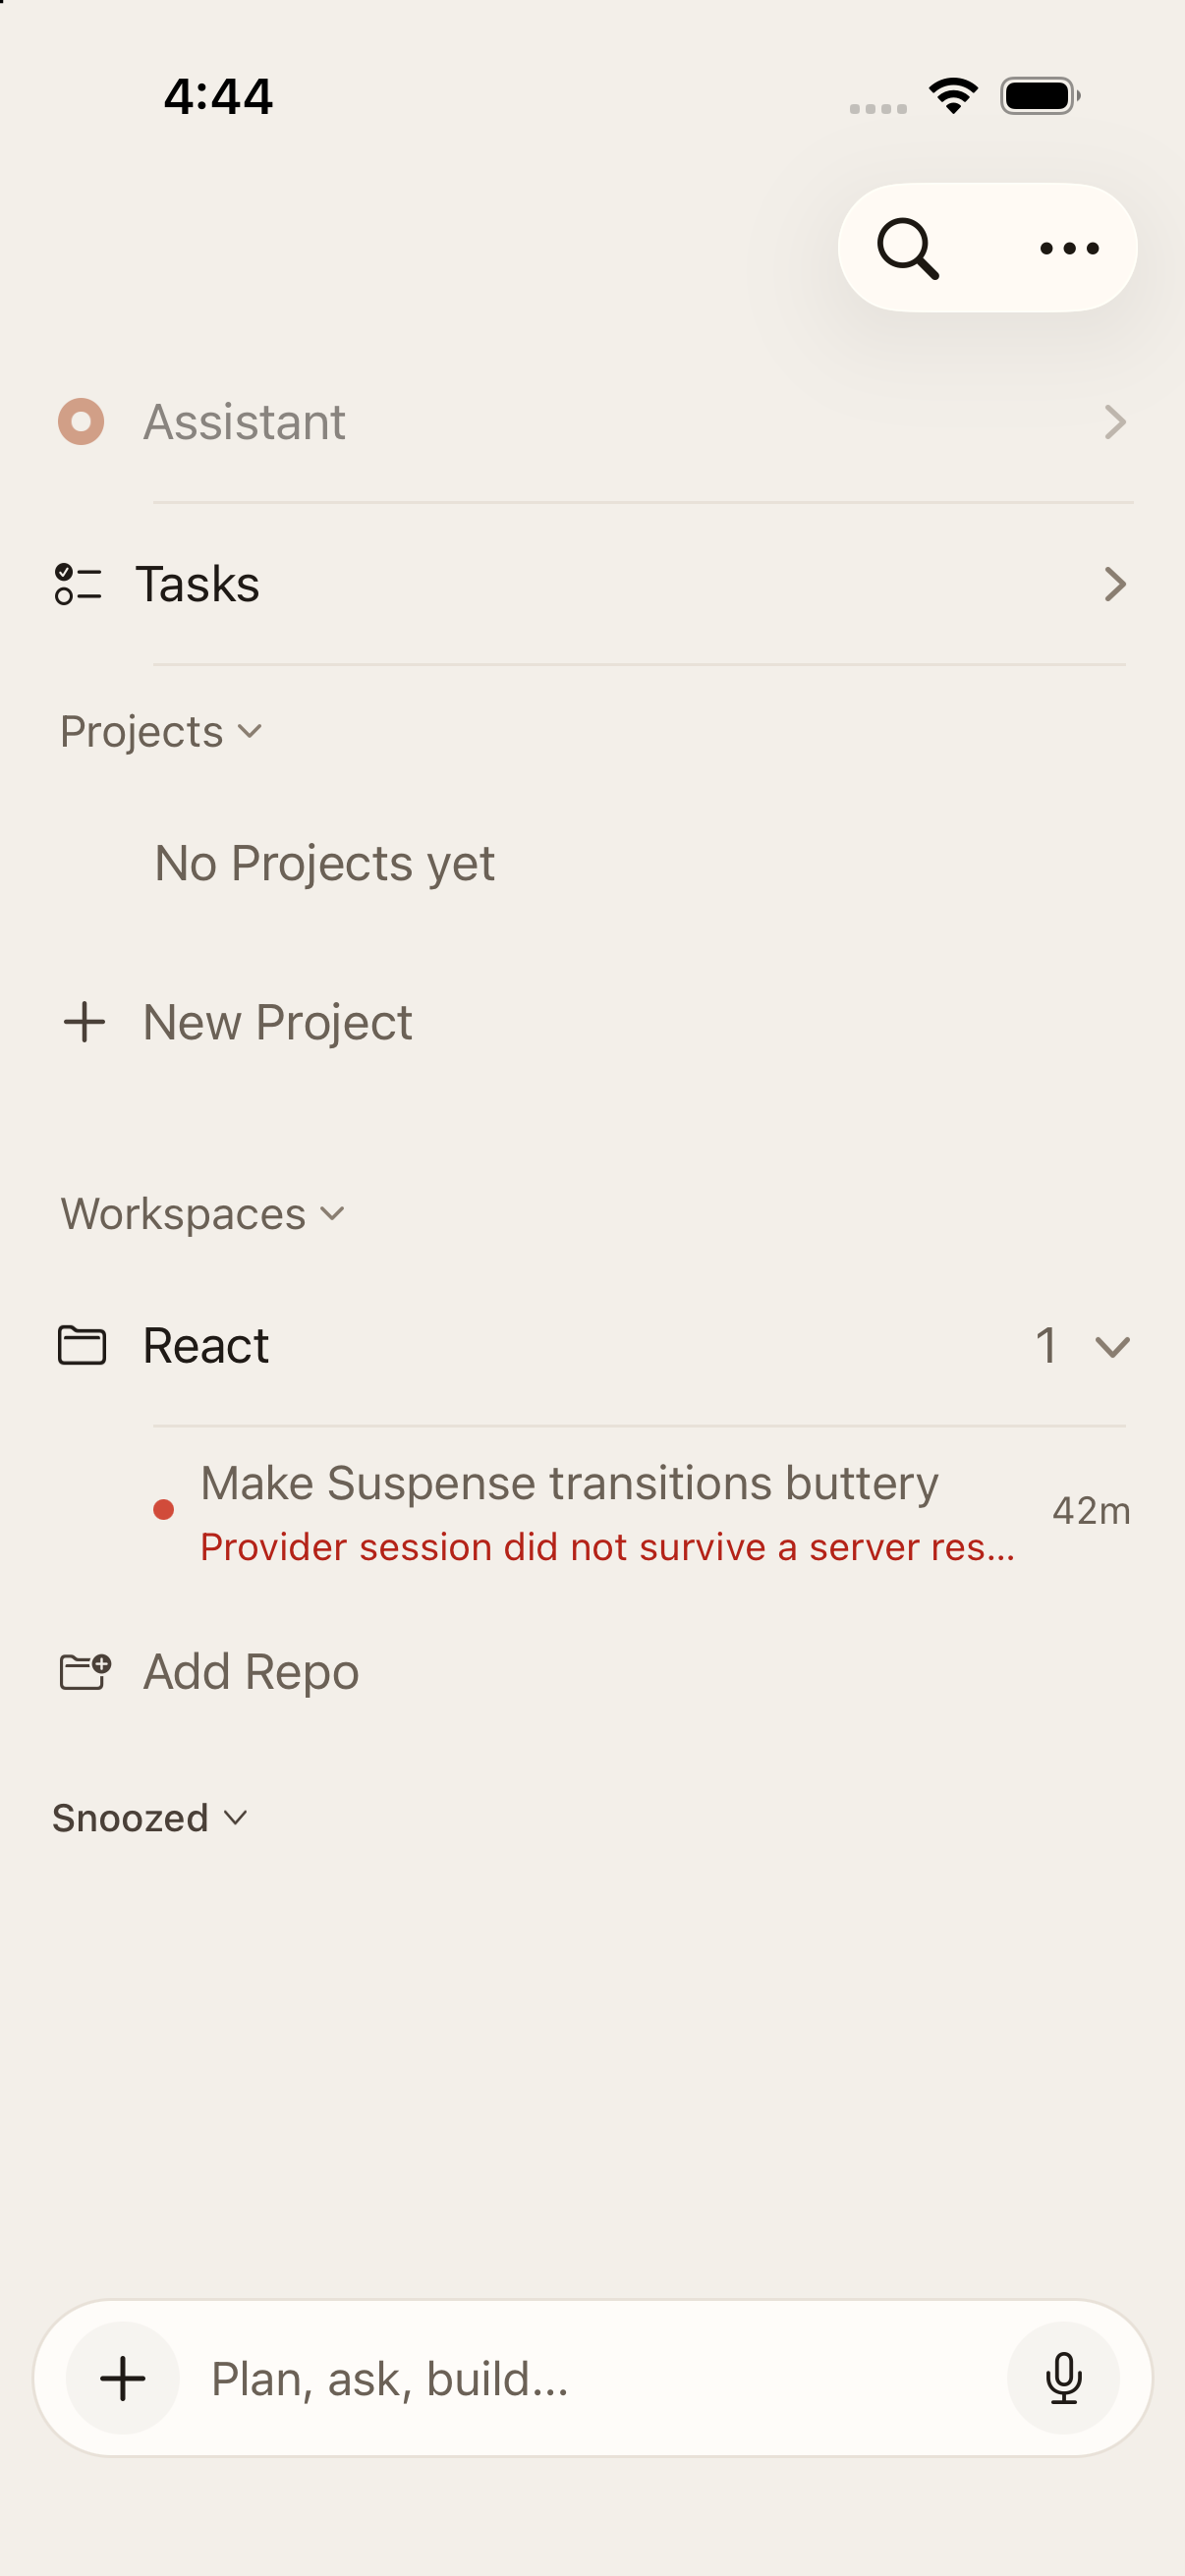 4:44
Assistant
Tasks
Projects
No Projects yet
New Project
Workspaces
React
1
Make Suspense transitions buttery
42m
Provider session did not survive a server res...
Add Repo
Snoozed
Plan, ask, build...